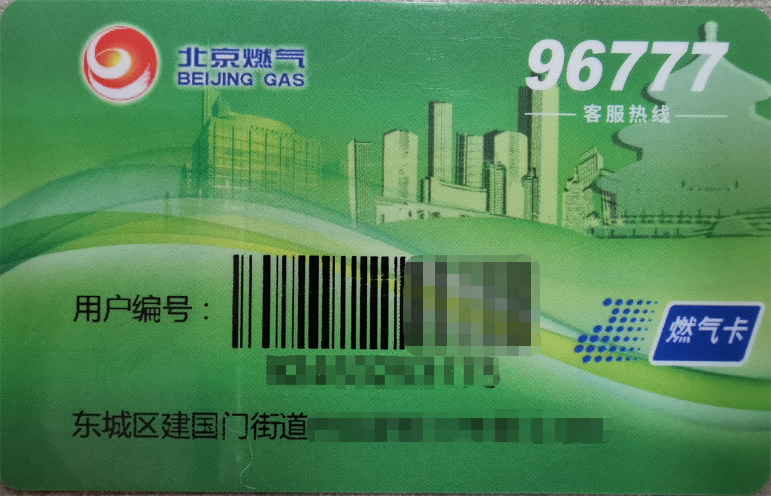 北京燃气
BEIJING GAS
96777
客服热线
用户编号：
燃气卡
东城区建国门街道